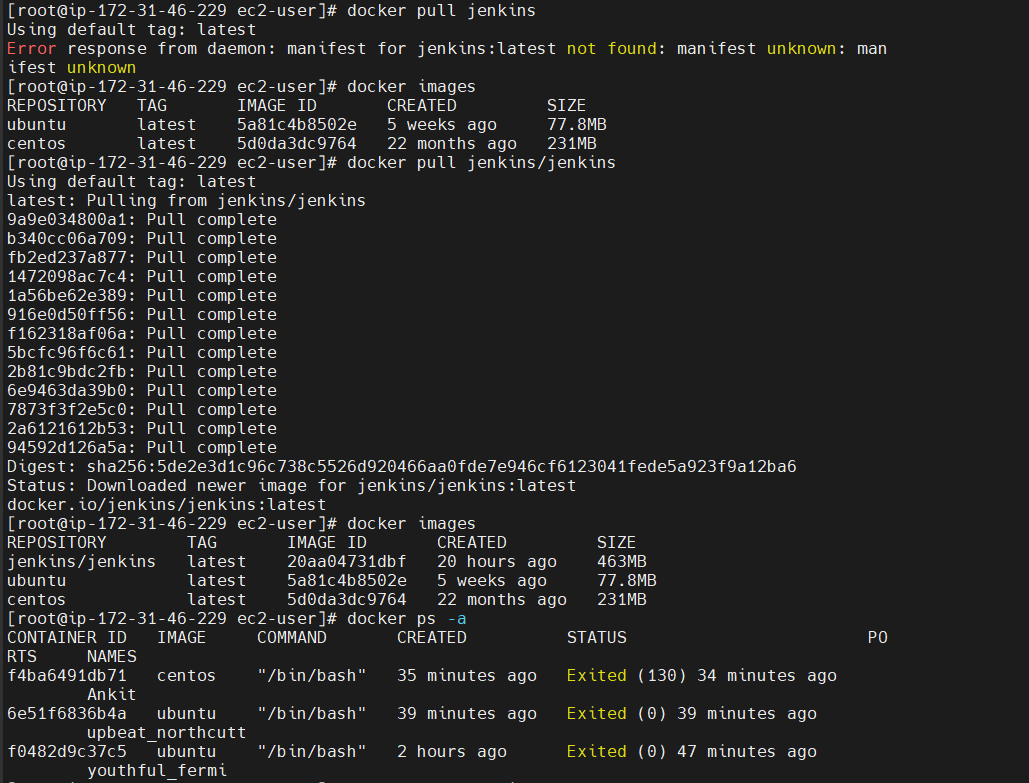 [root@ip-172-31-46-229 ec2-user]# docker pull jenkins
Using default tag: latest
Error response from daemon: manifest for jenkins:latest not found: manifest unknown: man
ifest unknown
[root@ip-172-31-46-229 ec2-user]# docker images
REPOSITORY   TAG       IMAGE ID       CREATED         SIZE
ubuntu       latest    5a81c4b8502e   5 weeks ago     77.8MB
centos       latest    5d0da3dc9764   22 months ago   231MB
[root@ip-172-31-46-229 ec2-user]# docker pull jenkins/jenkins
Using default tag: latest
latest: Pulling from jenkins/jenkins
9a9e034800a1: Pull complete
b340cc06a709: Pull complete
fb2ed237a877: Pull complete
1472098ac7c4: Pull complete
1a56be62e389: Pull complete
916e0d50ff56: Pull complete
f162318af06a: Pull complete
5bcfc96f6c61: Pull complete
2b81c9bdc2fb: Pull complete
6e9463da39b0: Pull complete
7873f3f2e5c0: Pull complete
2a6121612b53: Pull complete
94592d126a5a: Pull complete
Digest: sha256:5de2e3d1c96c738c5526d920466aa0fde7e946cf6123041fede5a923f9a12ba6
Status: Downloaded newer image for jenkins/jenkins:latest
docker.io/jenkins/jenkins:latest
[root@ip-172-31-46-229 ec2-user]# docker images
REPOSITORY        TAG       IMAGE ID       CREATED         SIZE
jenkins/jenkins   latest    20aa04731dbf   20 hours ago    463MB
ubuntu            latest    5a81c4b8502e   5 weeks ago     77.8MB
centos            latest    5d0da3dc9764   22 months ago   231MB
[root@ip-172-31-46-229 ec2-user]# docker ps -a
CONTAINER ID   IMAGE     COMMAND       CREATED          STATUS                        PO
RTS     NAMES
f4ba6491db71   centos    "/bin/bash"   35 minutes ago   Exited (130) 34 minutes ago
        Ankit
6e51f6836b4a   ubuntu    "/bin/bash"   39 minutes ago   Exited (0) 39 minutes ago
        upbeat_northcutt
f0482d9c37c5   ubuntu    "/bin/bash"   2 hours ago      Exited (0) 47 minutes ago
        youthful_fermi